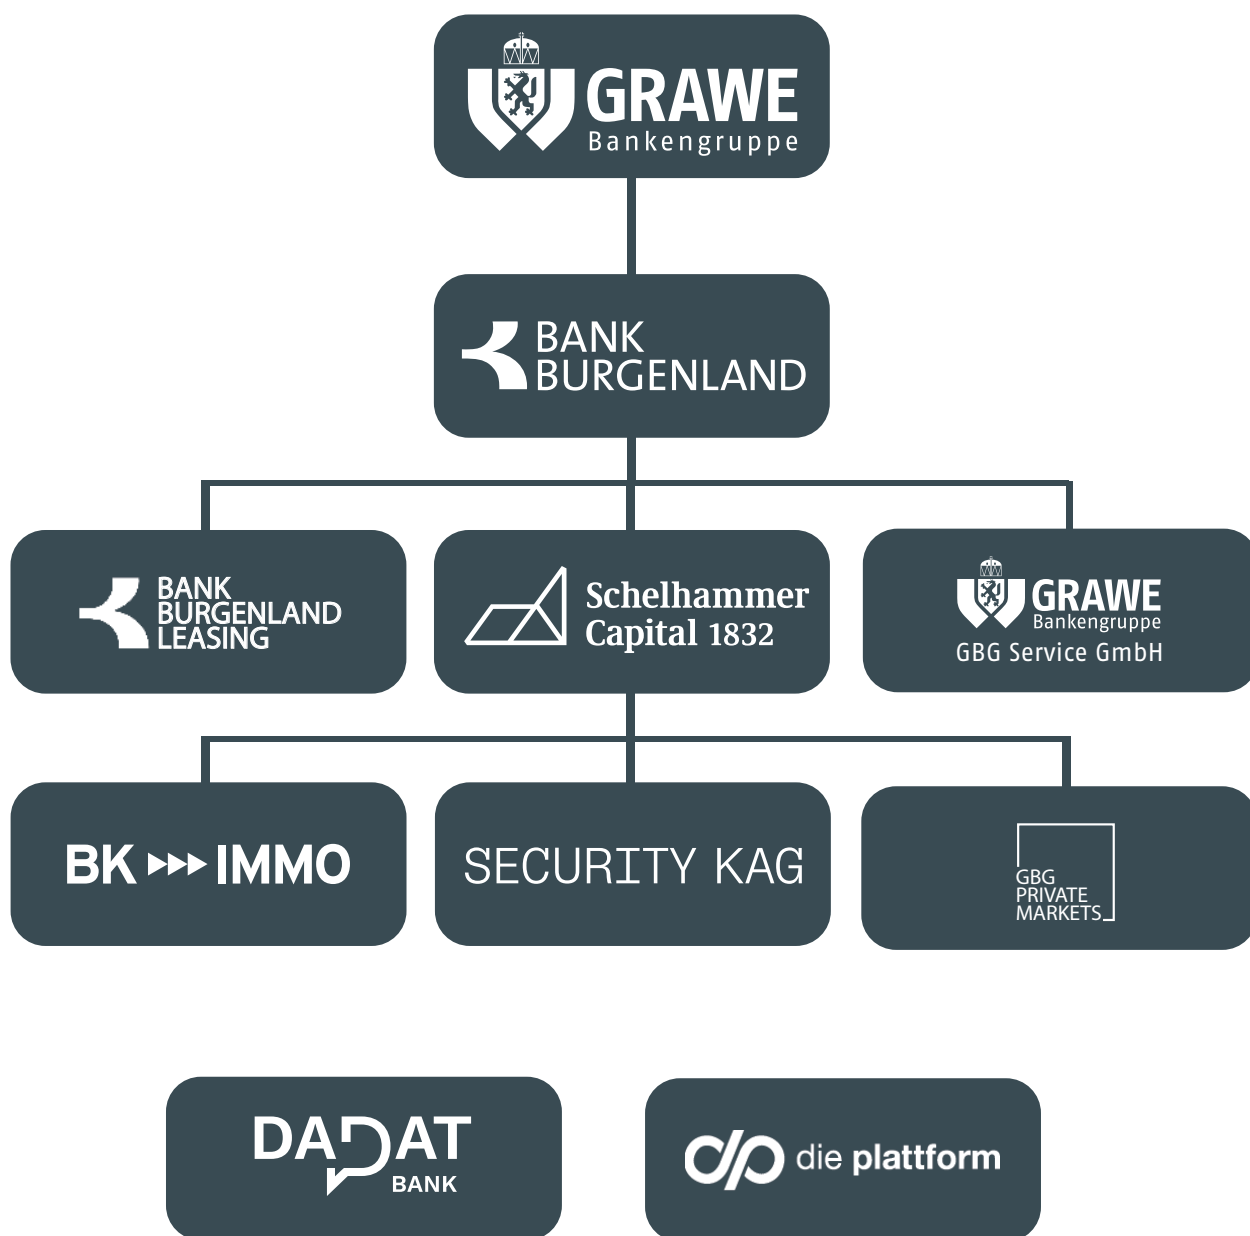 GRAWE
Bankengruppe
BANK
BURGENLAND
BANK
BURGENLAND
LEASING
Schelhammer
Capital 1832
GRAWE
Bankengruppe
GBG Service GmbH
BK IMMO
SECURITY KAG
GBG
PRIVATE
MARKETS
DADAT
BANK
dp die plattform